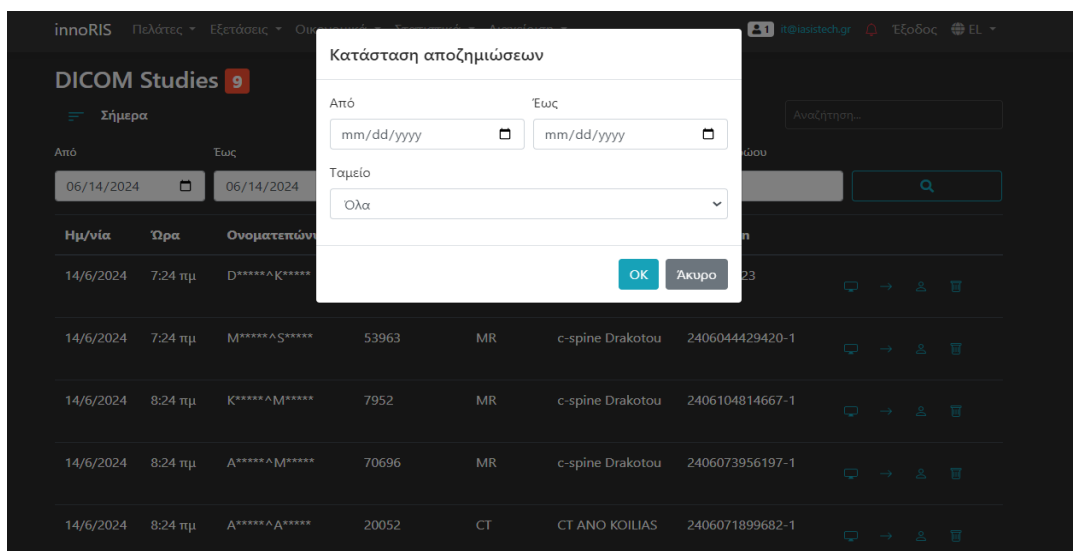 innoRIS Πελάτες Εξετάσεις 1 it@iasistech.gr Έξοδος EL
Κατάσταση αποζημιώσεων
DICOM Studies 9
Από Έως
Σήμερα mm/dd/yyyy mm/dd/yyyy Αναζήτηση...
Από Έως
Ταμείο
06/14/2024 06/14/2024 Όλα
Ημ/νία Ώρα
OK Άκυρο
14/6/2024 7:24 πμ D*****^K***** 23
14/6/2024 7:24 πμ M*****^S***** 53963 MR c-spine Drakotou 2406044429420-1
14/6/2024 8:24 πμ K*****^M***** 7952 MR c-spine Drakotou 2406104814667-1
14/6/2024 8:24 πμ A*****^M***** 70696 MR c-spine Drakotou 2406073956197-1
14/6/2024 8:24 πμ A*****^A***** 20052 CT CT ANO KOILIAS 2406071899682-1